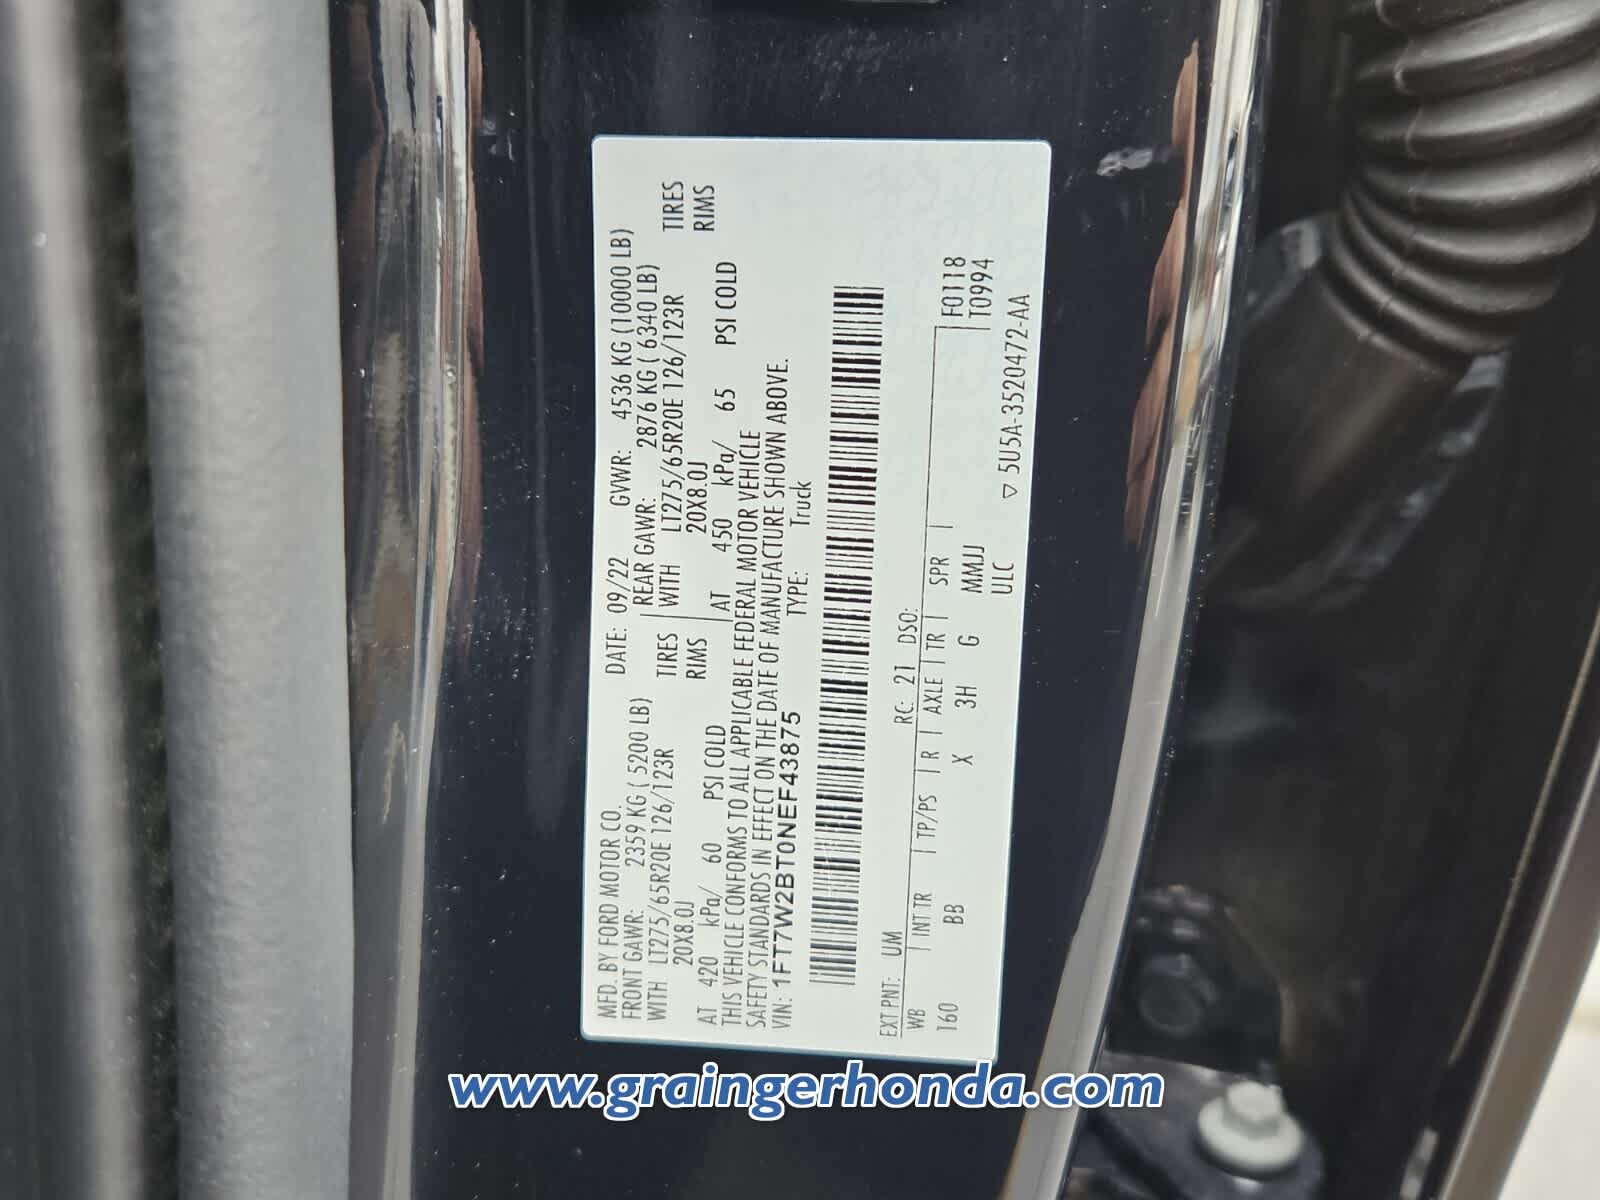 MFD. BY FORD MOTOR CO.
DATE: 09/22 GVWR: 4536 KG (10000 LB)
FRONT GAWR: 2359 KG ( 5200 LB)
REAR GAWR: 2876 KG ( 6340 LB)
WITH LT275/65R20E 126/123R TIRES
WITH LT275/65R20E 126/123R TIRES
20X8.0J RIMS
20X8.0J RIMS
AT 420 kPa/ 60 PSI COLD
AT 450 kPa/ 65 PSI COLD
THIS VEHICLE CONFORMS TO ALL APPLICABLE FEDERAL MOTOR VEHICLE
SAFETY STANDARDS IN EFFECT ON THE DATE OF MANUFACTURE SHOWN ABOVE.
VIN: 1FT7W2BT0NEF43875 TYPE: Truck
EXT PNT: UM RC: 21 DSO:
WB | INT TR | TP/PS | R | AXLE | TR | SPR | F0118
160 BB X 3H G MMJJ T0994
ULC ▽ 5U5A-3520472-AA
www.graingerhonda.com